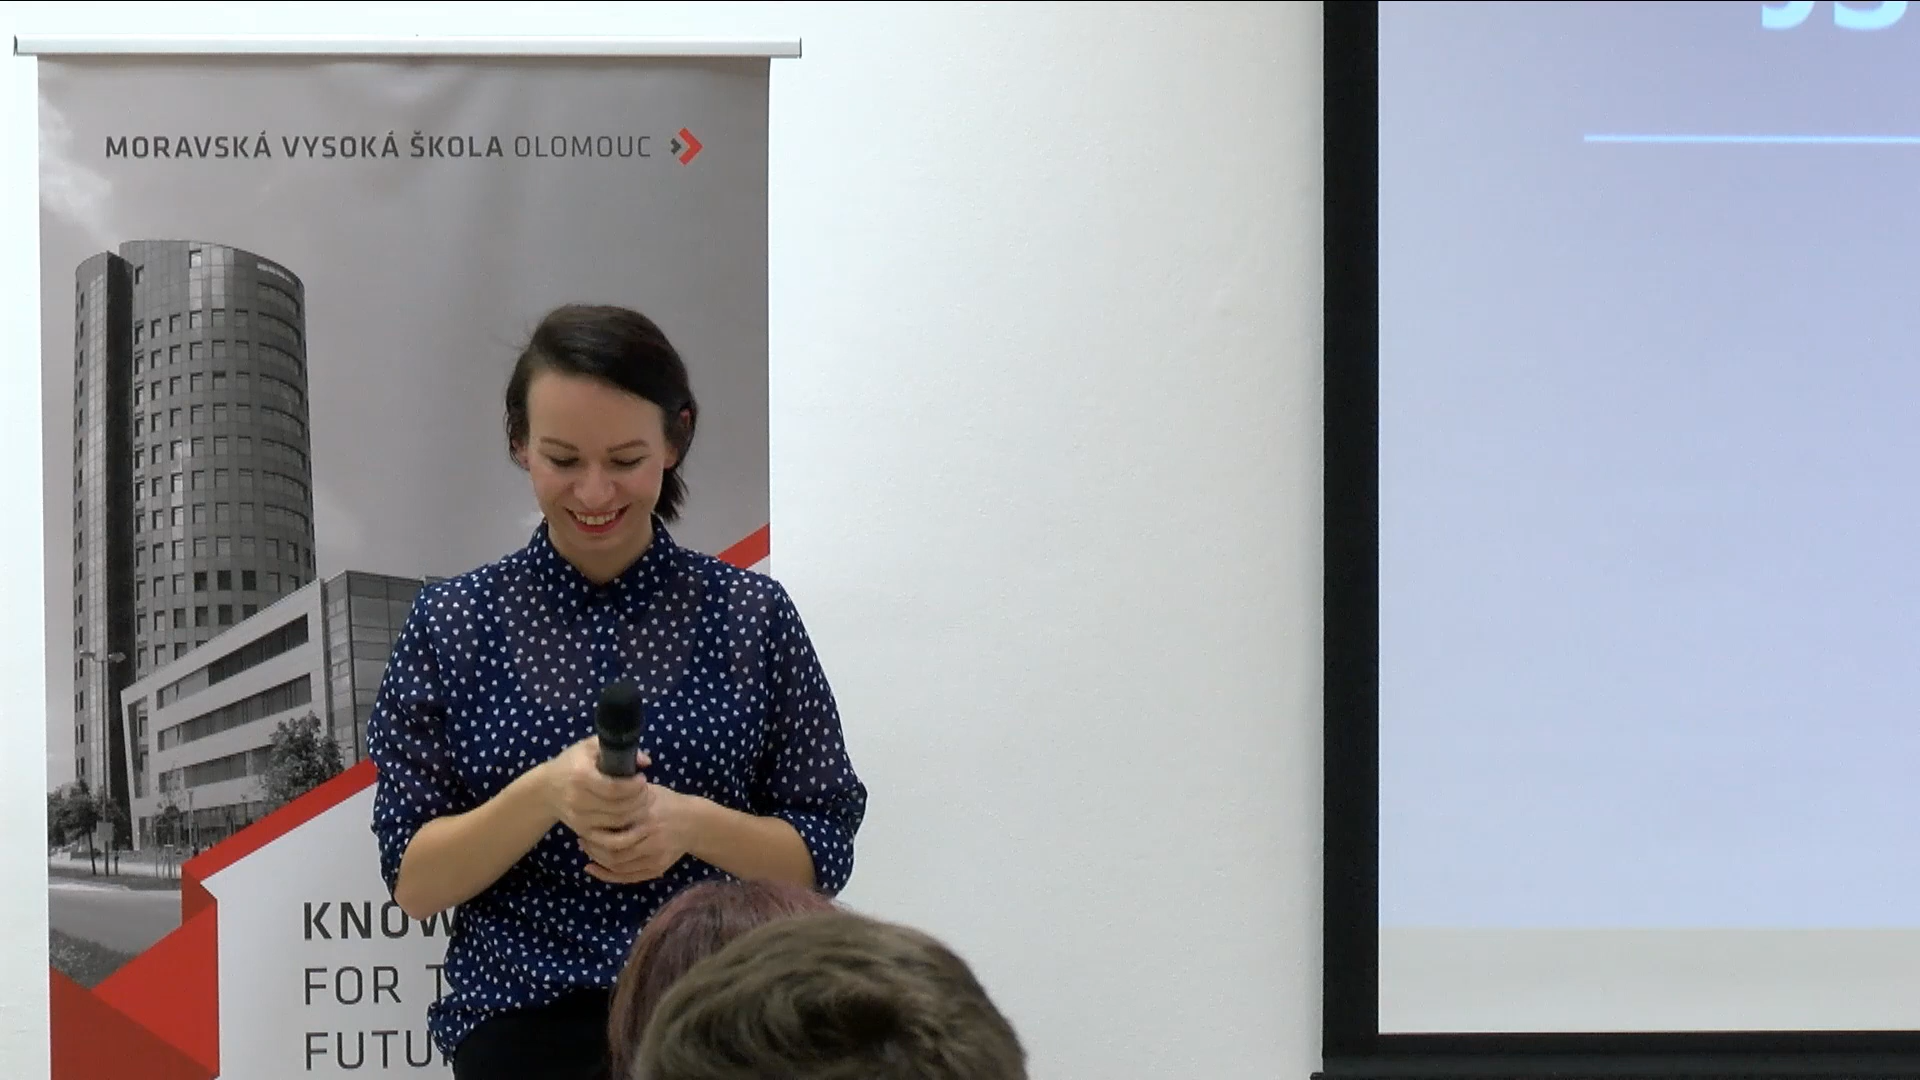 MORAVSKÁ VYSOKÁ ŠKOLA OLOMOUC
KNOW
FOR T
FUTU